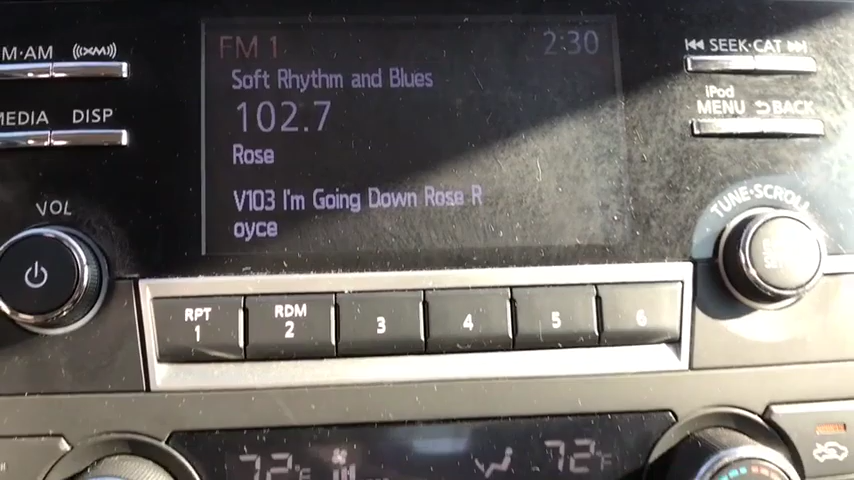 M·AM ((XM))
FM 1 2:30
SEEK·CAT
Soft Rhythm and Blues
iPod
MENU BACK
MEDIA DISP
102.7
Rose
V103 I'm Going Down Rose R
oyce
VOL
TUNE·SCROLL
RPT RDM
1 2 3 4 5 6
72°F 72°F